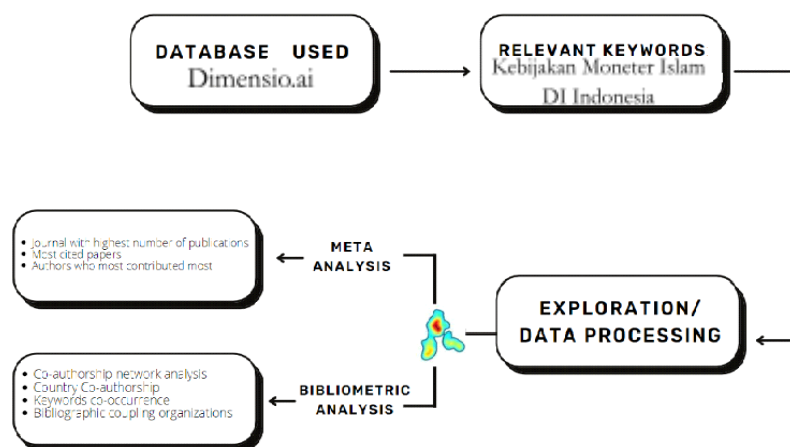 DATABASE USED
Dimensio.ai
RELEVANT KEYWORDS
Kebijakan Moneter Islam
DI Indonesia
• Journal with highest number of publications
• Most cited papers
• Authors who most contributed most
META
ANALYSIS
EXPLORATION/
DATA PROCESSING
• Co-authorship network analysis
• Country Co-authorship
• Keywords co-occurrence
• Bibliographic coupling organizations
BIBLIOMETRIC
ANALYSIS